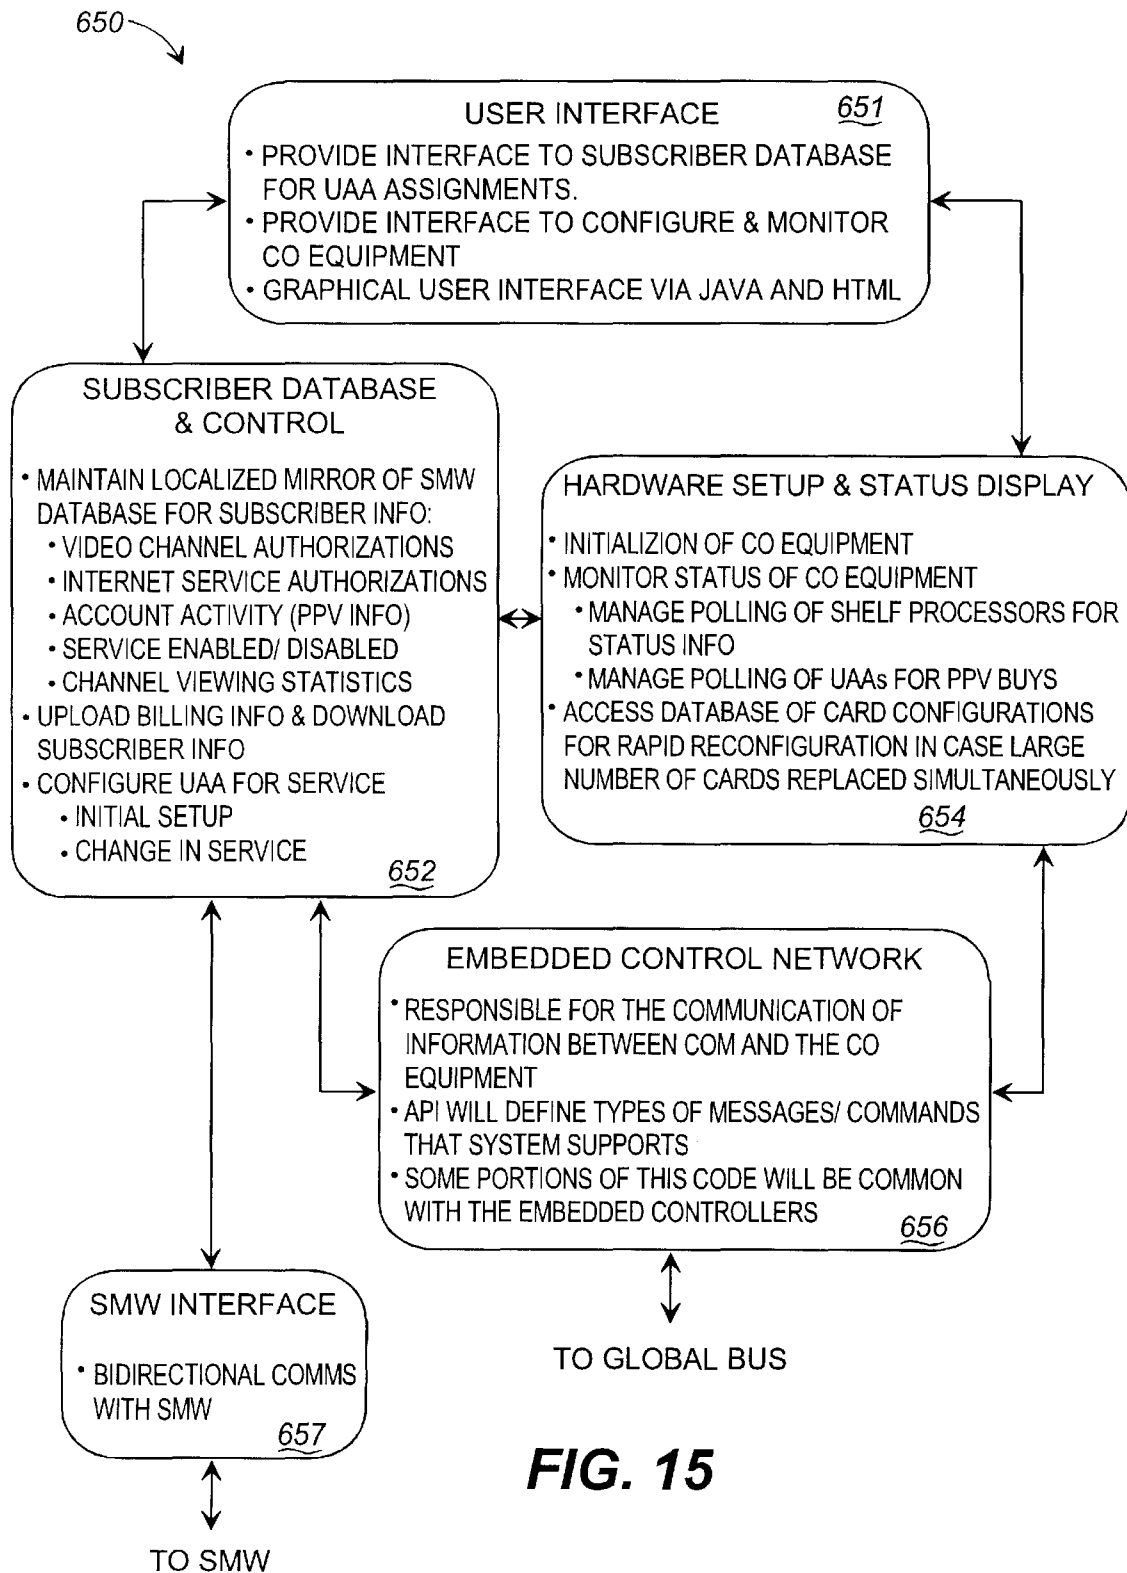 650
USER INTERFACE 651
• PROVIDE INTERFACE TO SUBSCRIBER DATABASE
FOR UAA ASSIGNMENTS.
• PROVIDE INTERFACE TO CONFIGURE & MONITOR
CO EQUIPMENT
• GRAPHICAL USER INTERFACE VIA JAVA AND HTML
SUBSCRIBER DATABASE
& CONTROL
• MAINTAIN LOCALIZED MIRROR OF SMW
DATABASE FOR SUBSCRIBER INFO:
• VIDEO CHANNEL AUTHORIZATIONS
• INTERNET SERVICE AUTHORIZATIONS
• ACCOUNT ACTIVITY (PPV INFO)
• SERVICE ENABLED/ DISABLED
• CHANNEL VIEWING STATISTICS
• UPLOAD BILLING INFO & DOWNLOAD
SUBSCRIBER INFO
• CONFIGURE UAA FOR SERVICE
• INITIAL SETUP
• CHANGE IN SERVICE
652
HARDWARE SETUP & STATUS DISPLAY
• INITIALIZION OF CO EQUIPMENT
• MONITOR STATUS OF CO EQUIPMENT
• MANAGE POLLING OF SHELF PROCESSORS FOR
STATUS INFO
• MANAGE POLLING OF UAAs FOR PPV BUYS
• ACCESS DATABASE OF CARD CONFIGURATIONS
FOR RAPID RECONFIGURATION IN CASE LARGE
NUMBER OF CARDS REPLACED SIMULTANEOUSLY
654
EMBEDDED CONTROL NETWORK
• RESPONSIBLE FOR THE COMMUNICATION OF
INFORMATION BETWEEN COM AND THE CO
EQUIPMENT
• API WILL DEFINE TYPES OF MESSAGES/ COMMANDS
THAT SYSTEM SUPPORTS
• SOME PORTIONS OF THIS CODE WILL BE COMMON
WITH THE EMBEDDED CONTROLLERS
656
SMW INTERFACE
• BIDIRECTIONAL COMMS
WITH SMW
657
TO GLOBAL BUS
TO SMW
FIG. 15